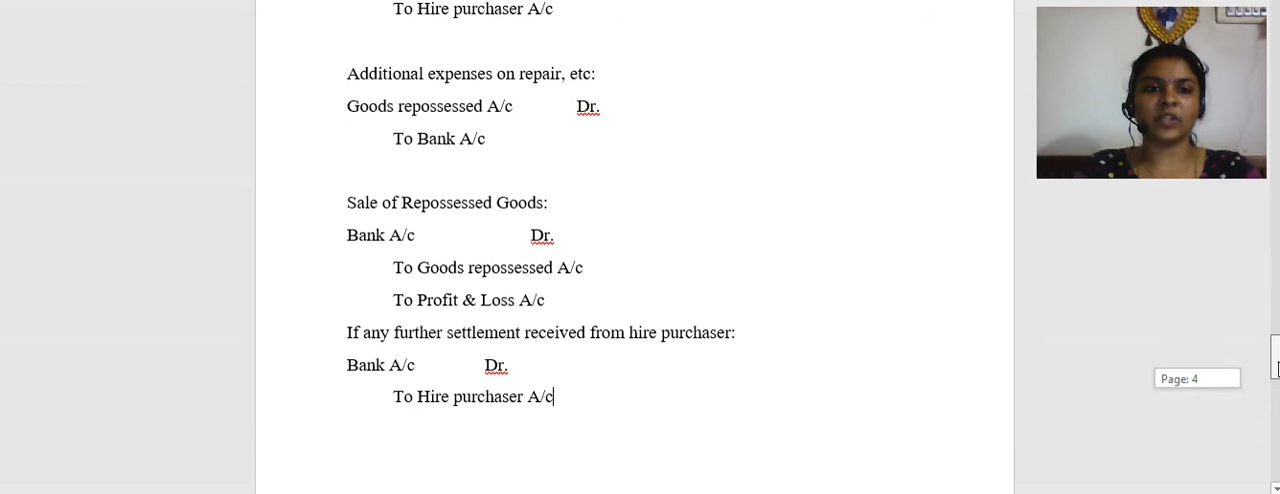 To Hire purchaser A/c
Additional expenses on repair, etc:
Goods repossessed A/c Dr.
To Bank A/c
Sale of Repossessed Goods:
Bank A/c Dr.
To Goods repossessed A/c
To Profit & Loss A/c
If any further settlement received from hire purchaser:
Bank A/c Dr.
To Hire purchaser A/c
Page: 4